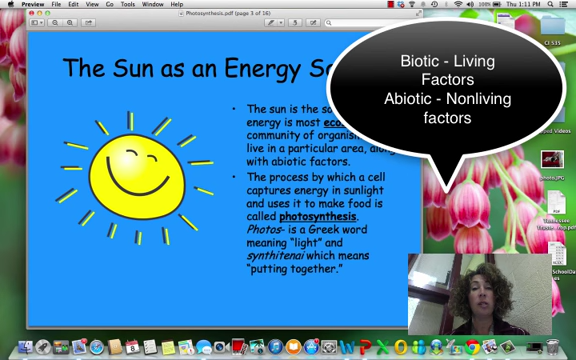 Preview File Edit View Go Tools Window Help
Thu 1:11 PM
Photosynthesis.pdf (page 3 of 16)
CI 535
The Sun as an Energy So
Biotic - Living
Factors
Abiotic - Nonliving
factors
• The sun is the so
energy is most eco
community of organis
live in a particular area, alon
with abiotic factors.
• The process by which a cell
captures energy in sunlight
and uses it to make food is
called photosynthesis.
Photos- is a Greek word
meaning "light" and
synthitenai which means
"putting together."